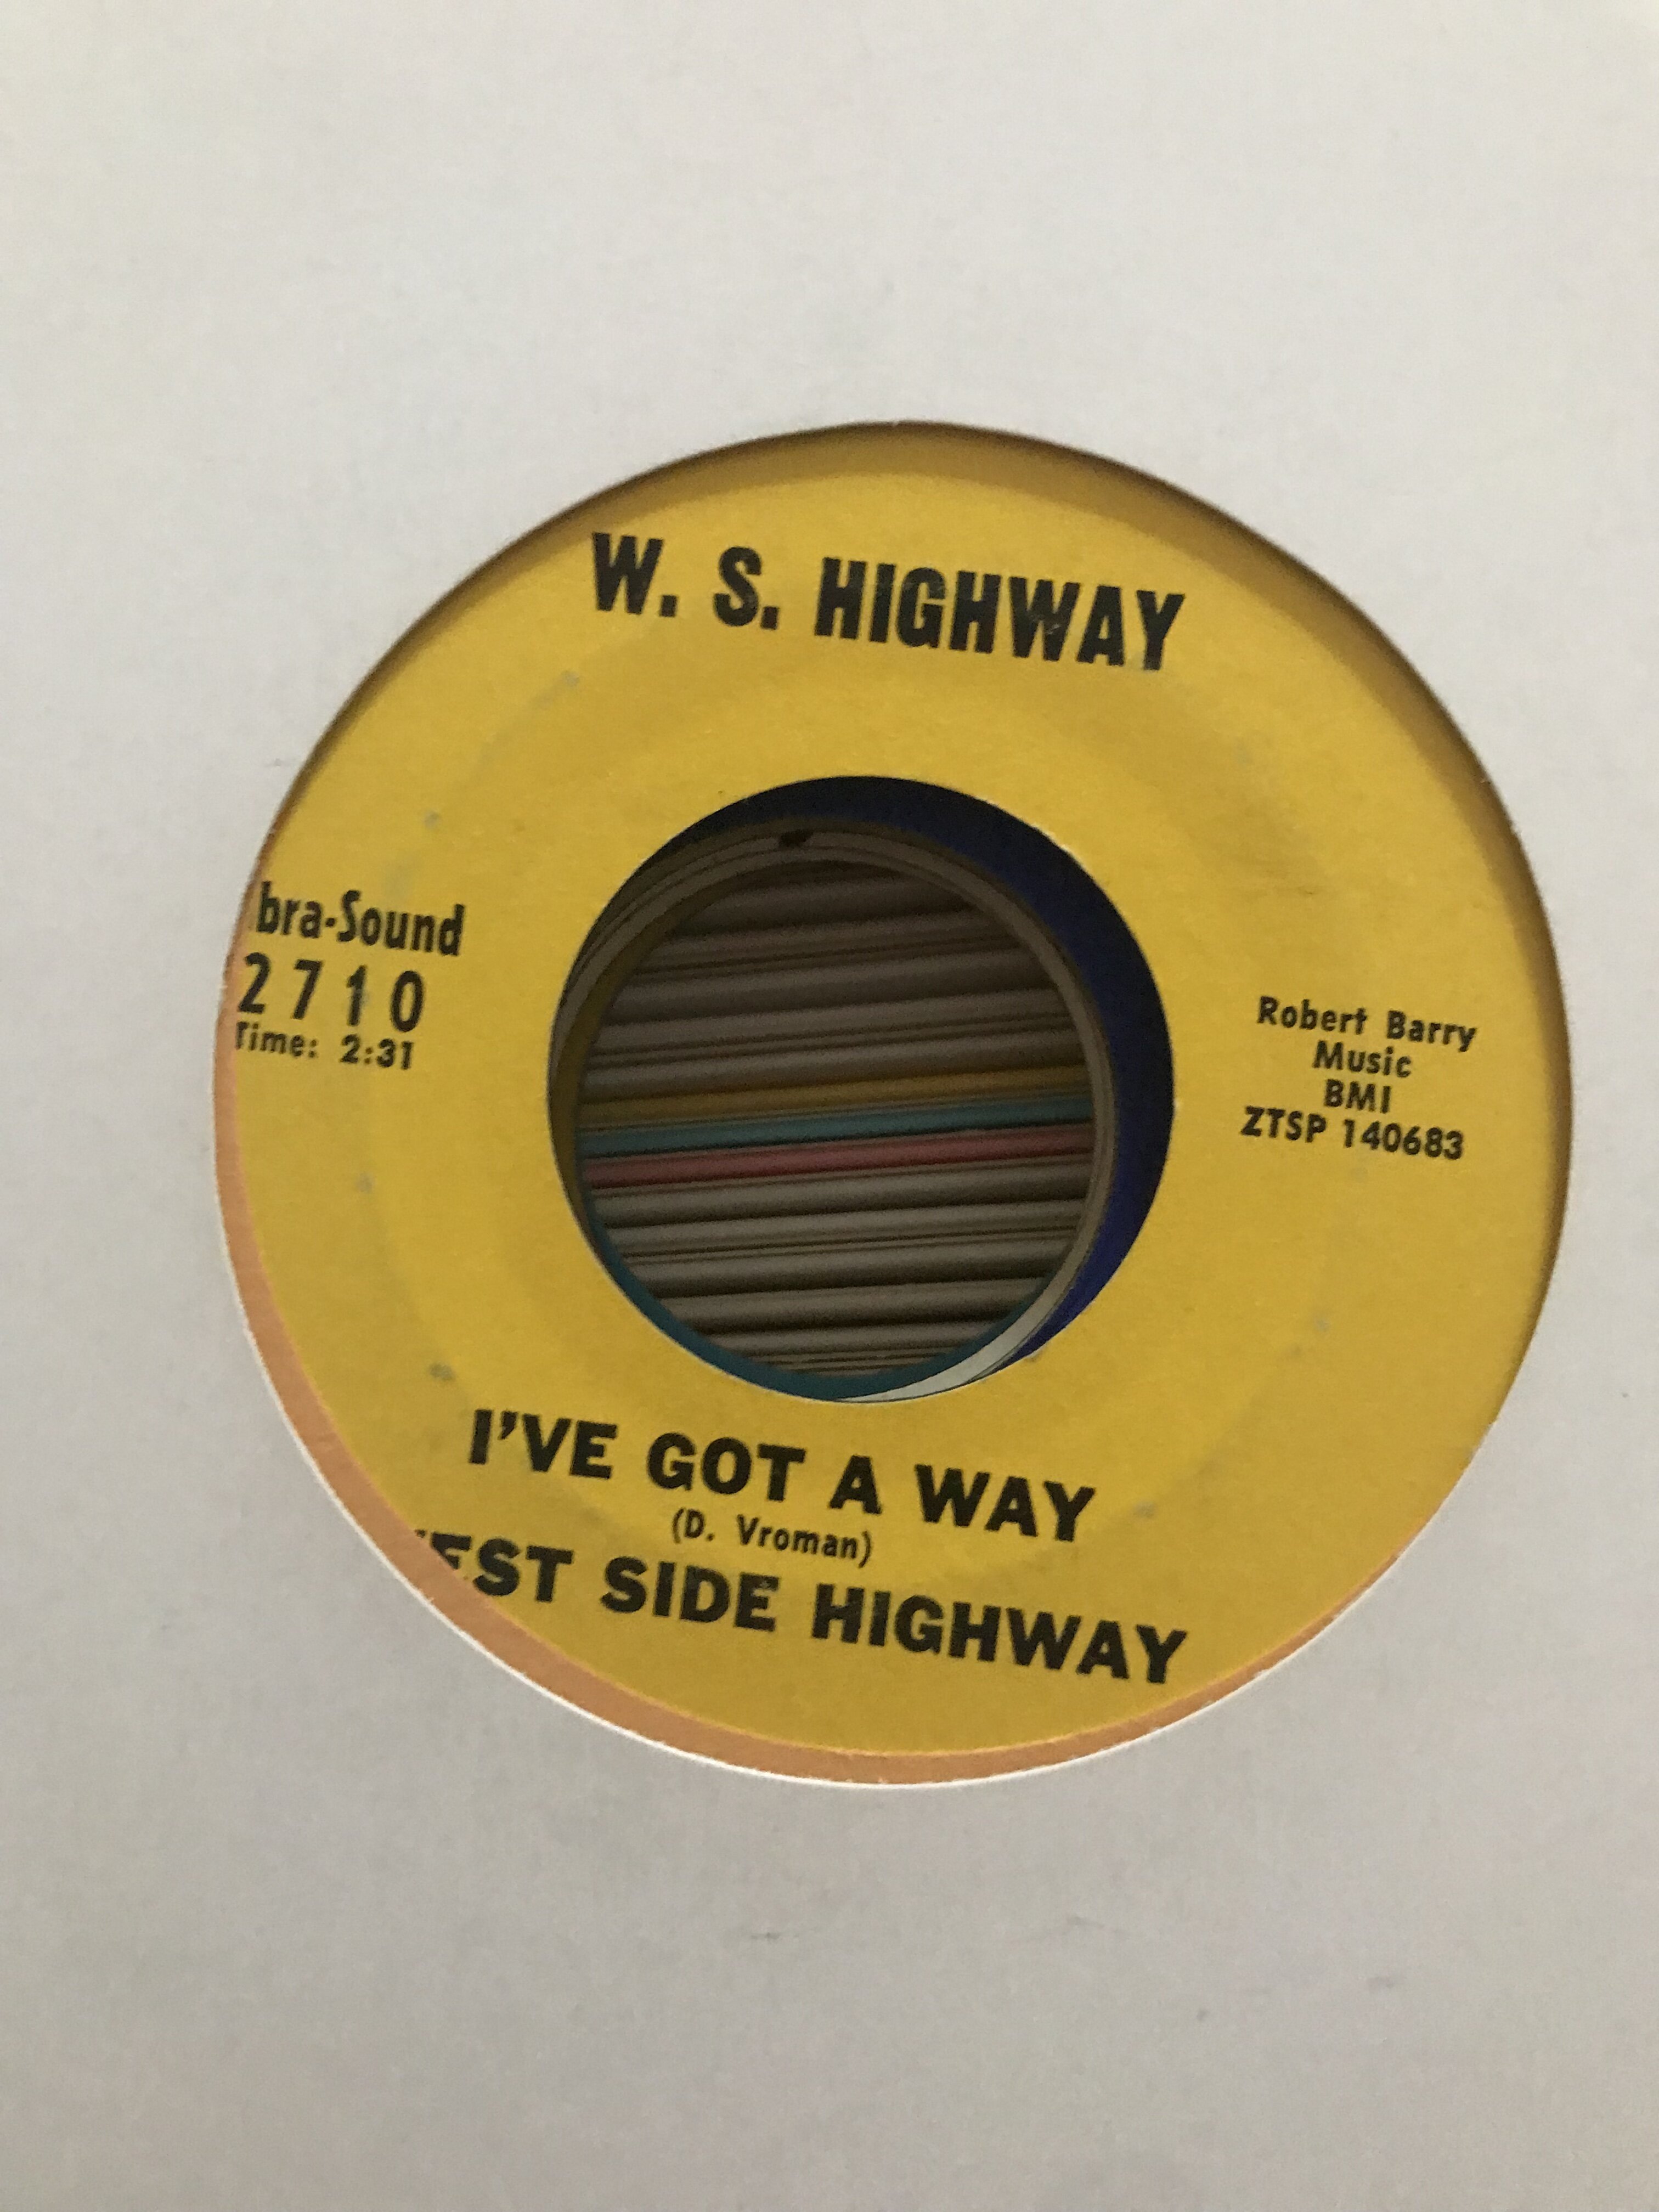 W. S. HIGHWAY
bra-Sound
2710
Time: 2:31
Robert Barry
Music
BMI
ZTSP 140683
I'VE GOT A WAY
(D. Vroman)
EST SIDE HIGHWAY